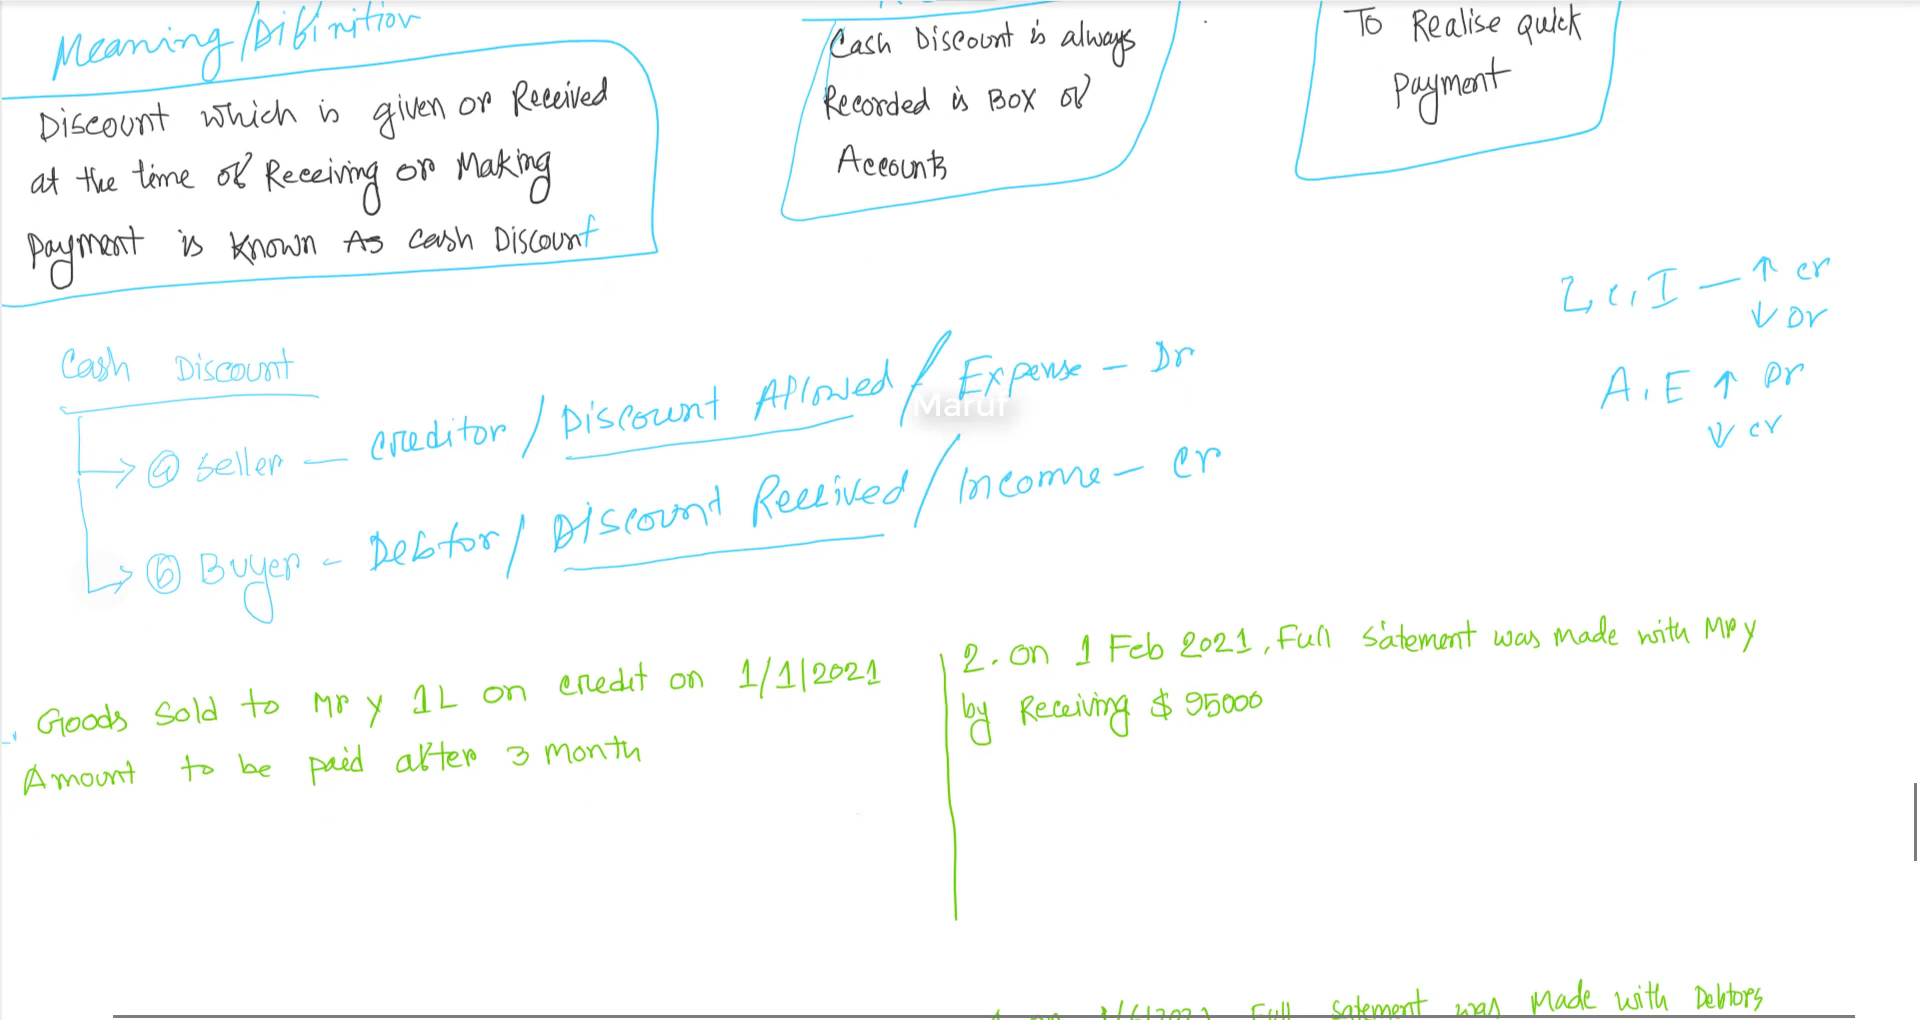 Meaning/Difinition
Discount which is given or Received
at the time of Receiving or Making
payment is Known As cash Discount
Cash Discount is always
Recorded is Box of
Accounts
To Realise quick
payment
L, C, I — ↑ cr
↓ Dr
A, E ↑ Dr
↓ cr
Cash Discount
→ ⓐ Seller — creditor / Discount Allowed / Expense — Dr
→ ⓑ Buyer - Debtor / Discount Received / Income — cr
Maruf
Goods Sold to Mr y 1L on credit on 1/1/2021
Amount to be paid after 3 month
2. on 1 Feb 2021, Full Satement was made with Mr y
by Receiving $ 95000
Full Satement was Made with Debtors